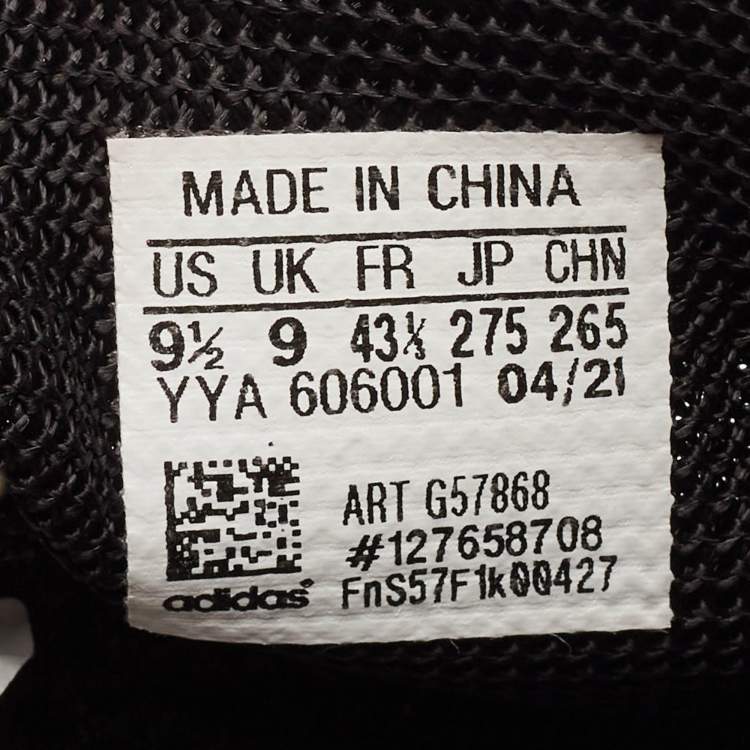 MADE IN CHINA
US UK FR JP CHN
9½ 9 43⅓ 275 265
YYA 606001 04/21
ART G57868
#127658708
FnS57F1k00427
adidas